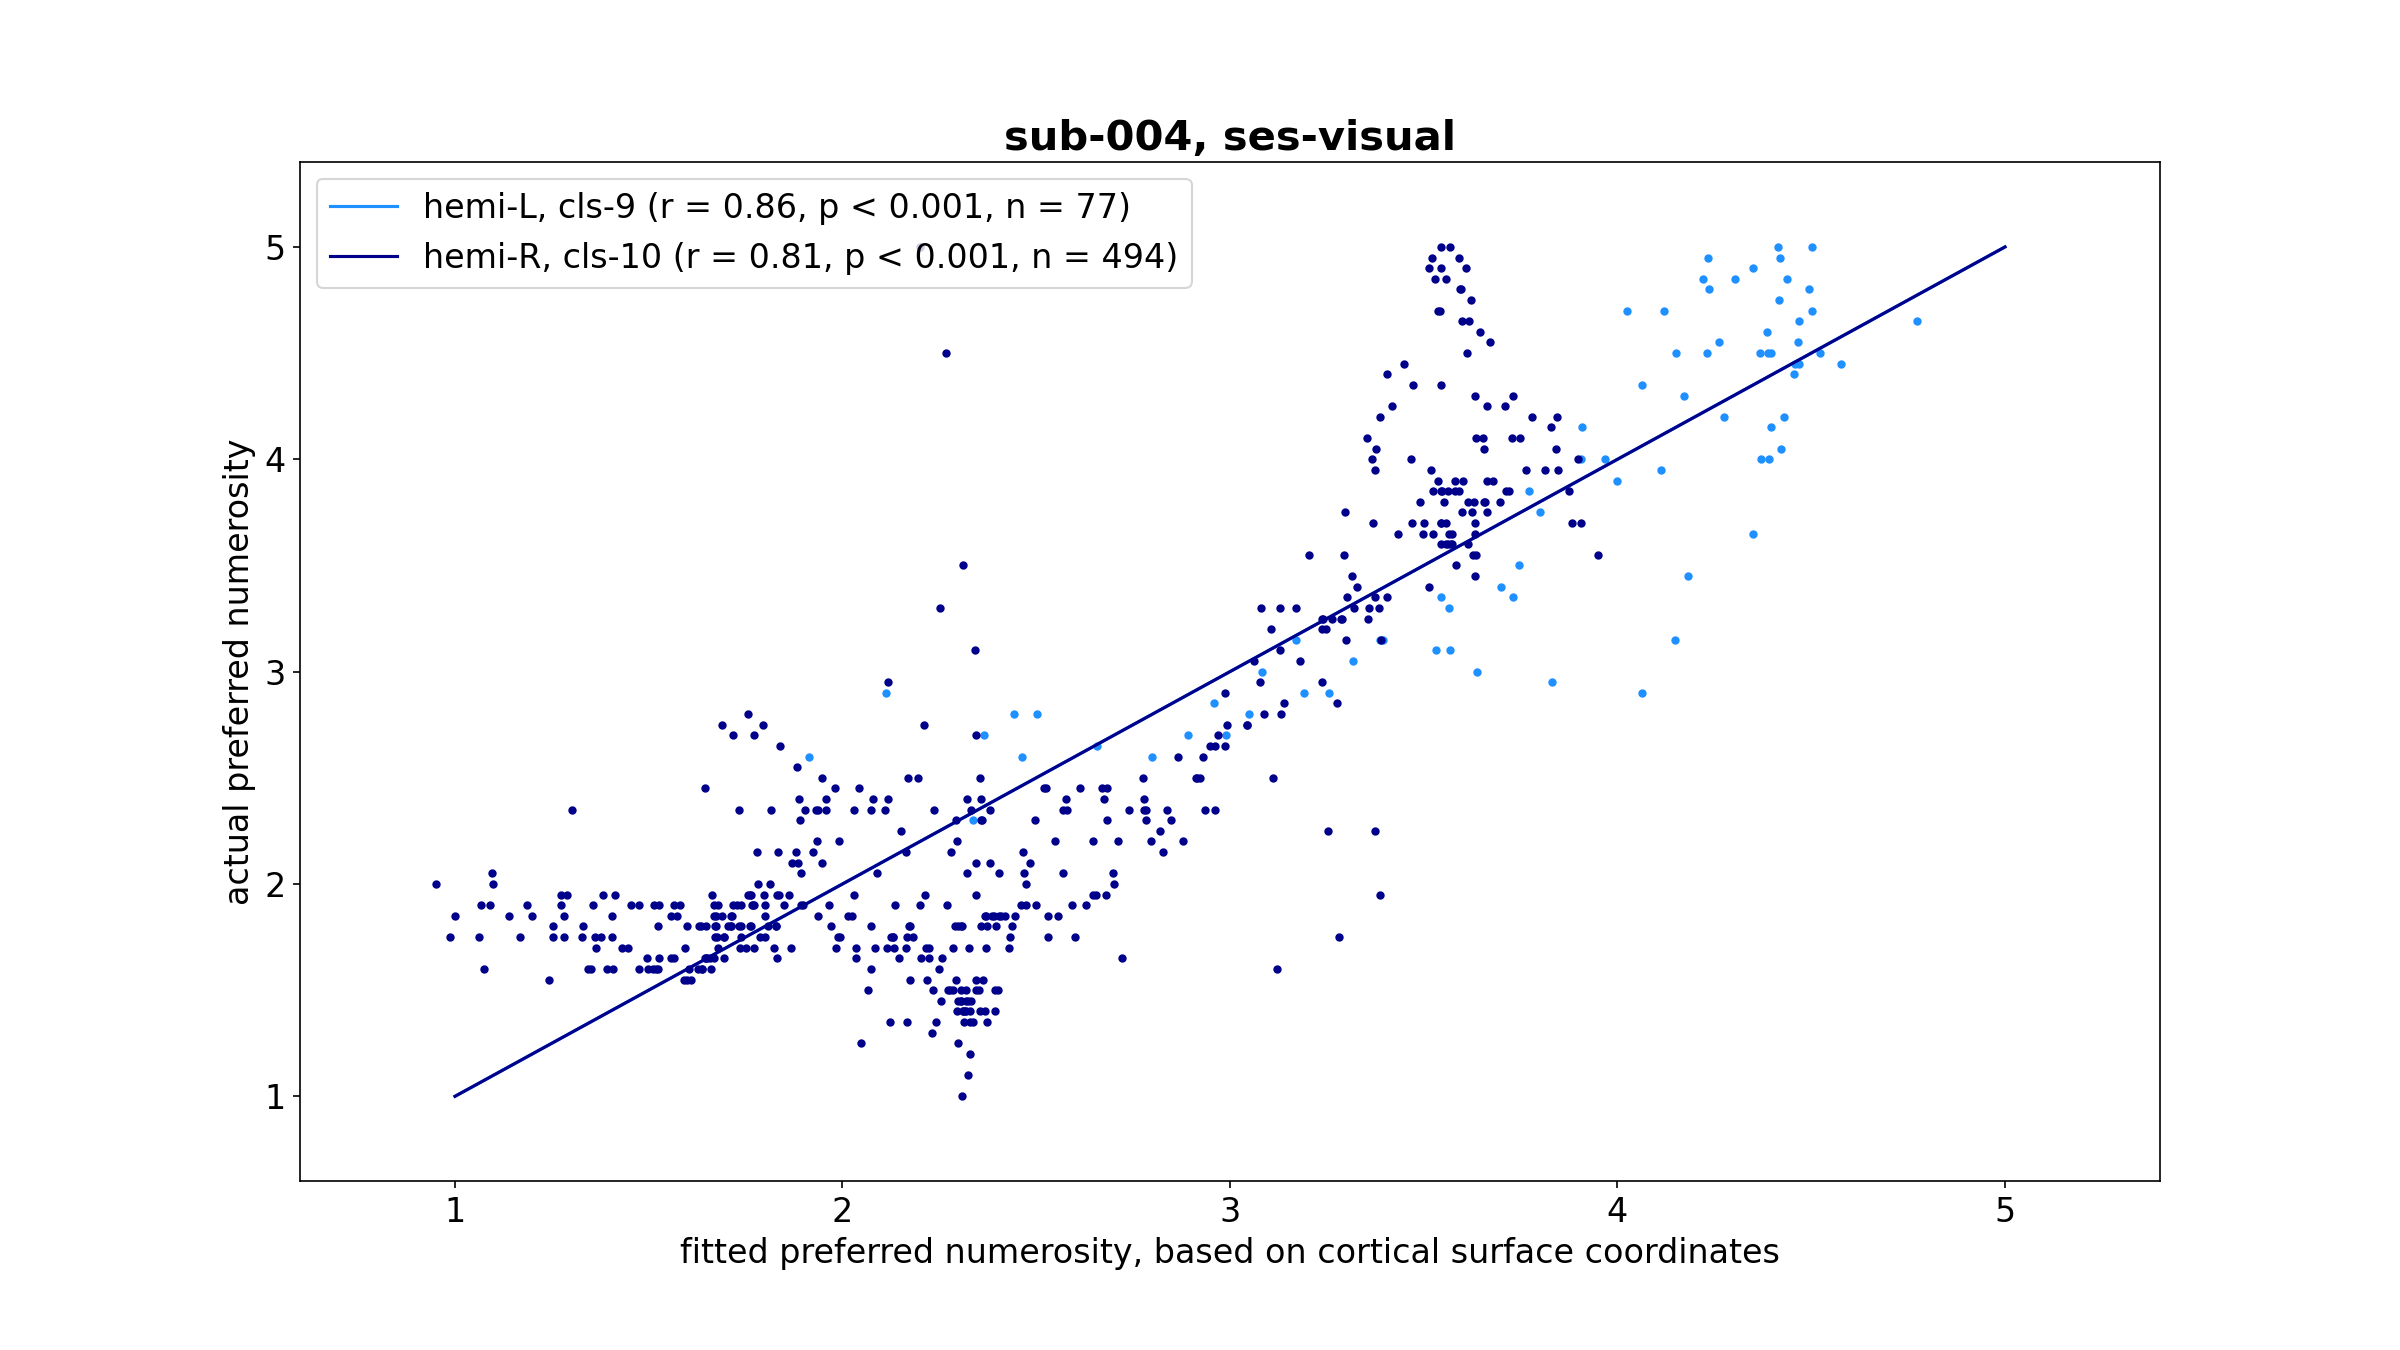 sub-004, ses-visual
hemi-L, cls-9 (r = 0.86, p < 0.001, n = 77)
hemi-R, cls-10 (r = 0.81, p < 0.001, n = 494)
5
4
3
2
1
actual preferred numerosity
1 2 3 4 5
fitted preferred numerosity, based on cortical surface coordinates